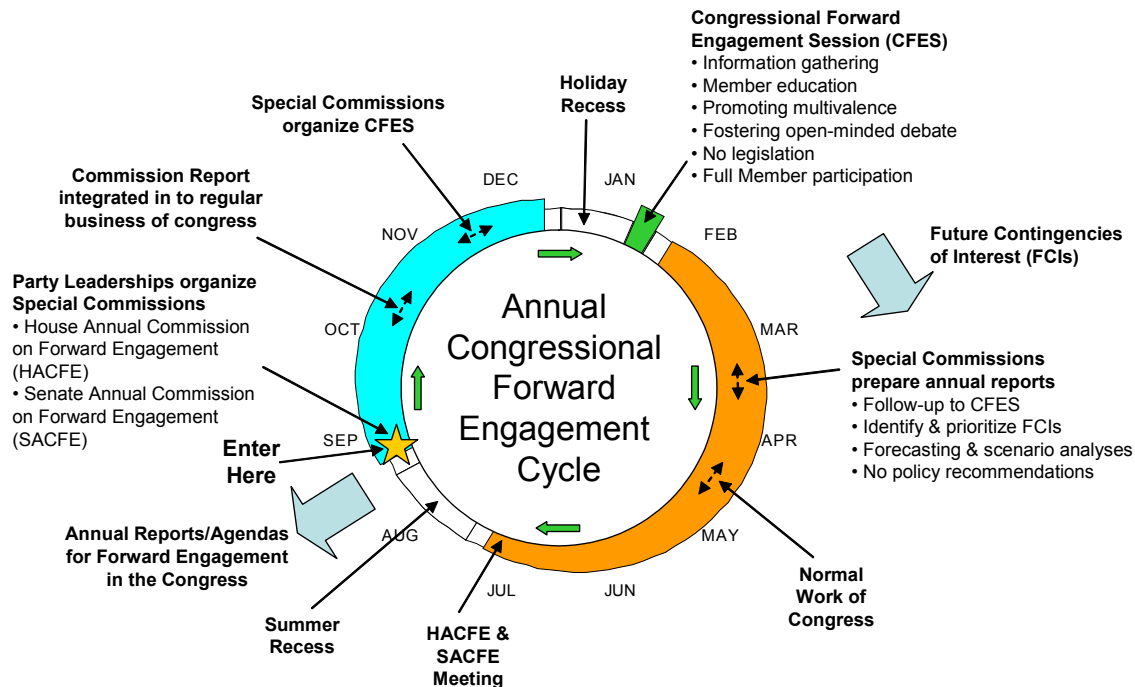 Congressional Forward
Engagement Session (CFES)
• Information gathering
• Member education
• Promoting multivalence
• Fostering open-minded debate
• No legislation
• Full Member participation
Holiday
Recess
Special Commissions
organize CFES
Commission Report
integrated in to regular
business of congress
Party Leaderships organize
Special Commissions
• House Annual Commission
on Forward Engagement
(HACFE)
• Senate Annual Commission
on Forward Engagement
(SACFE)
Enter
Here
Annual Reports/Agendas
for Forward Engagement
in the Congress
Summer
Recess
HACFE &
SACFE
Meeting
Normal
Work of
Congress
Special Commissions
prepare annual reports
• Follow-up to CFES
• Identify & prioritize FCIs
• Forecasting & scenario analyses
• No policy recommendations
Future Contingencies
of Interest (FCIs)
JAN
FEB
MAR
APR
MAY
JUN
JUL
AUG
SEP
OCT
NOV
DEC
Annual
Congressional
Forward
Engagement
Cycle